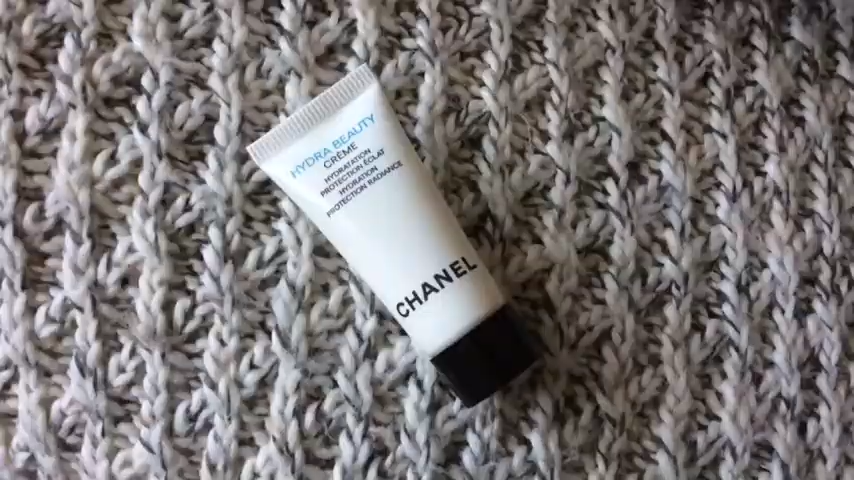 HYDRA BEAUTY
CRÈME
HYDRATATION
PROTECTION ÉCLAT
HYDRATION
PROTECTION RADIANCE
CHANEL